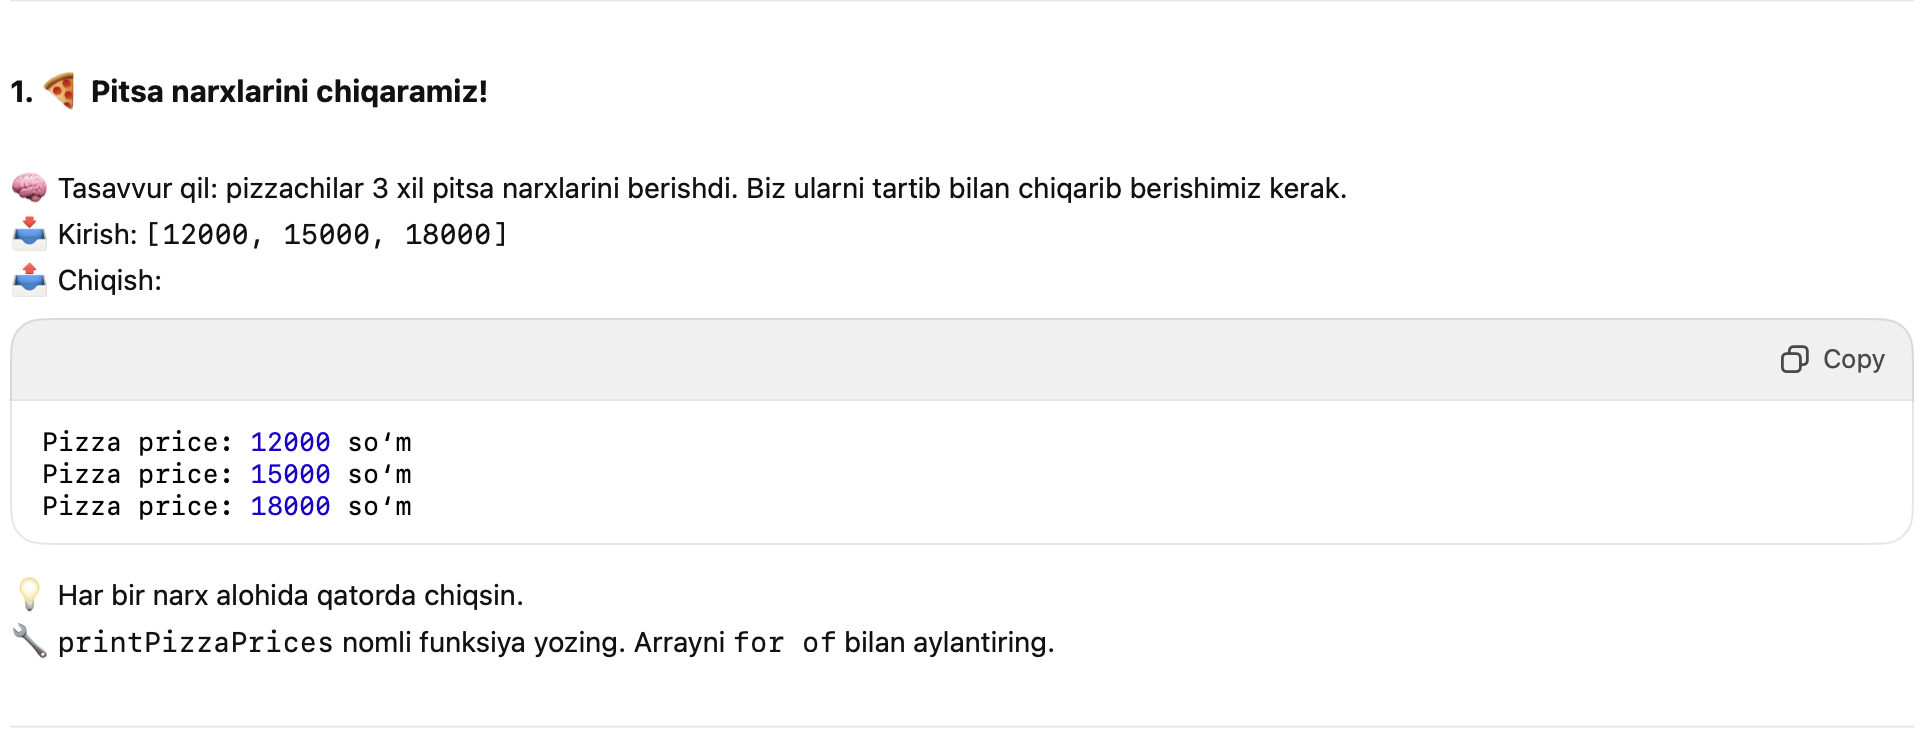 1. 🍕 Pitsa narxlarini chiqaramiz!
🧠 Tasavvur qil: pizzachilar 3 xil pitsa narxlarini berishdi. Biz ularni tartib bilan chiqarib berishimiz kerak.
📥 Kirish: [12000, 15000, 18000]
📤 Chiqish:
Copy
Pizza price: 12000 so‘m
Pizza price: 15000 so‘m
Pizza price: 18000 so‘m
💡 Har bir narx alohida qatorda chiqsin.
🔧 printPizzaPrices nomli funksiya yozing. Arrayni for of bilan aylantiring.